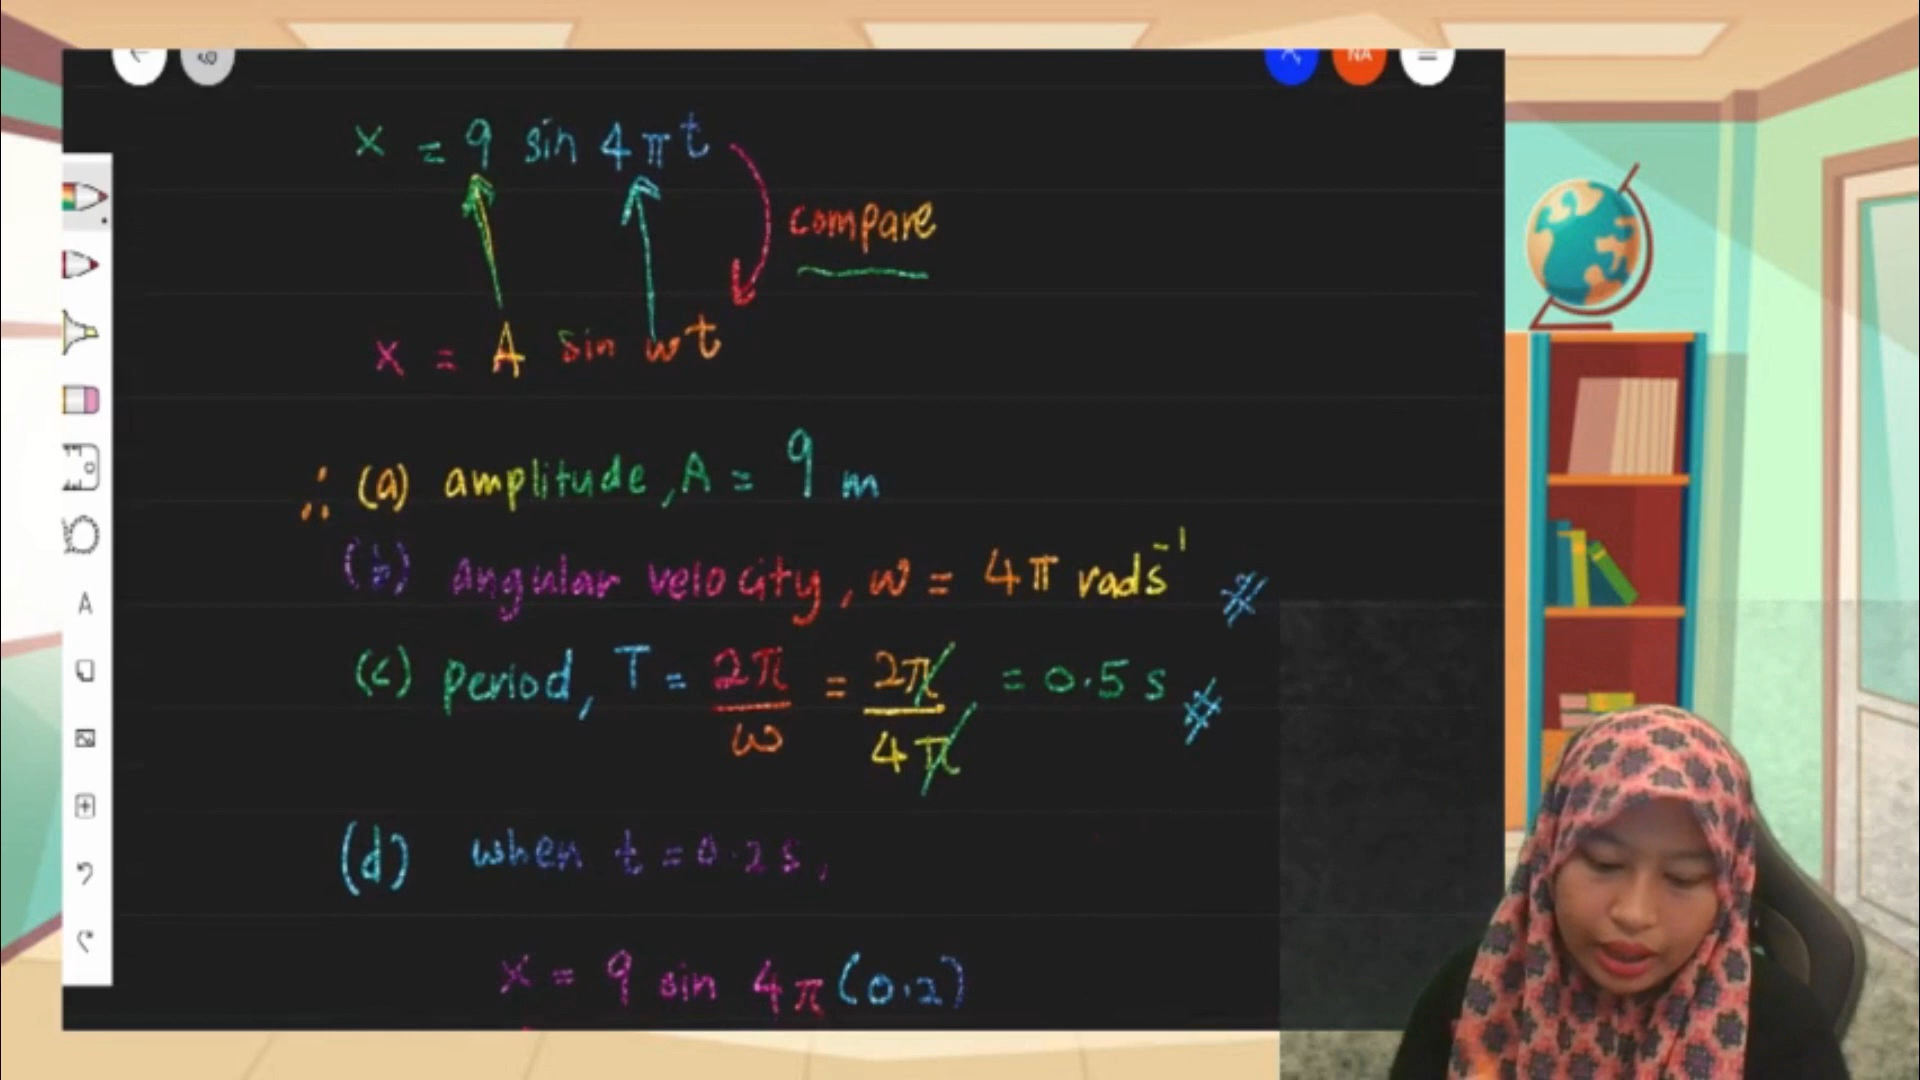 NA
x = 9 sin 4πt
compare
x = A sin ωt
∴ (a) amplitude, A = 9 m
(b) angular velocity, ω = 4π rads⁻¹ #
(c) period, T = 2π/ω = 2π/4π = 0.5 s #
(d) when t = 0.2 s,
x = 9 sin 4π (0.2)
A